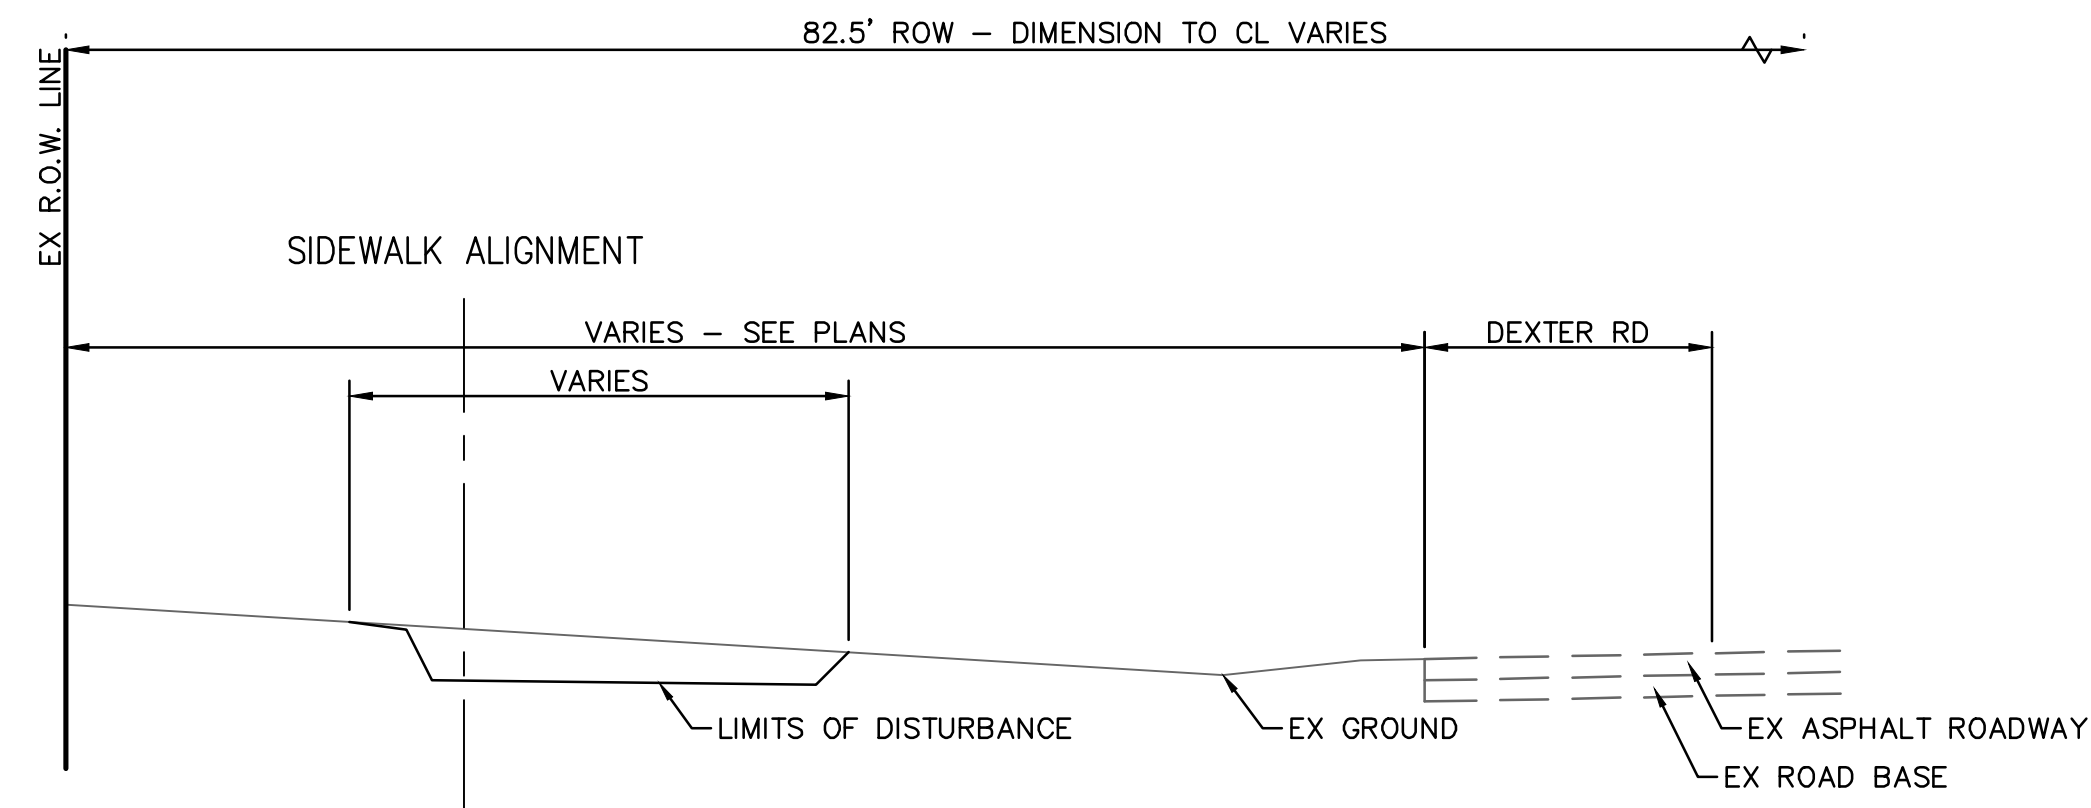 82.5' ROW – DIMENSION TO CL VARIES
EX R.O.W. LINE
SIDEWALK ALIGNMENT
VARIES – SEE PLANS
DEXTER RD
VARIES
LIMITS OF DISTURBANCE
EX GROUND
EX ASPHALT ROADWAY
EX ROAD BASE